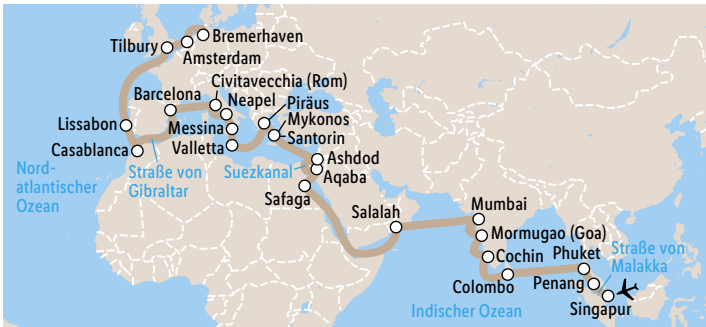 Bremerhaven
Tilbury
Amsterdam
Civitavecchia (Rom)
Barcelona
Neapel
Piräus
Mykonos
Lissabon
Messina
Santorin
Casablanca
Valletta
Ashdod
Nord-
atlantischer
Ozean
Straße von
Gibraltar
Suezkanal
Aqaba
Safaga
Salalah
Mumbai
Mormugao (Goa)
Cochin
Phuket
Straße von
Malakka
Colombo
Penang
Singapur
Indischer Ozean